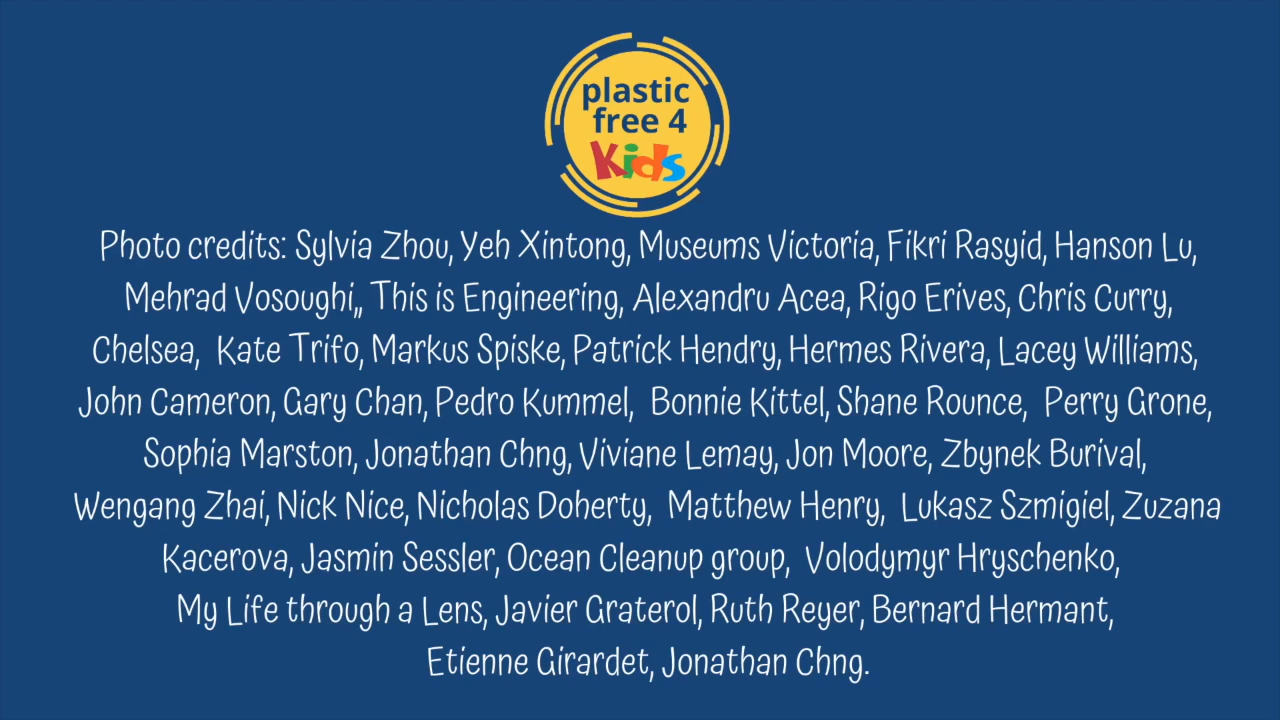 plastic
free 4
Kids
Photo credits: Sylvia Zhou, Yeh Xintong, Museums Victoria, Fikri Rasyid, Hanson Lu,
Mehrad Vosoughi,, This is Engineering, Alexandru Acea, Rigo Erives, Chris Curry,
Chelsea, Kate Trifo, Markus Spiske, Patrick Hendry, Hermes Rivera, Lacey Williams,
John Cameron, Gary Chan, Pedro Kummel, Bonnie Kittel, Shane Rounce, Perry Grone,
Sophia Marston, Jonathan Chng, Viviane Lemay, Jon Moore, Zbynek Burival,
Wengang Zhai, Nick Nice, Nicholas Doherty, Matthew Henry, Lukasz Szmigiel, Zuzana
Kacerova, Jasmin Sessler, Ocean Cleanup group, Volodymyr Hryschenko,
My Life through a Lens, Javier Graterol, Ruth Reyer, Bernard Hermant,
Etienne Girardet, Jonathan Chng.